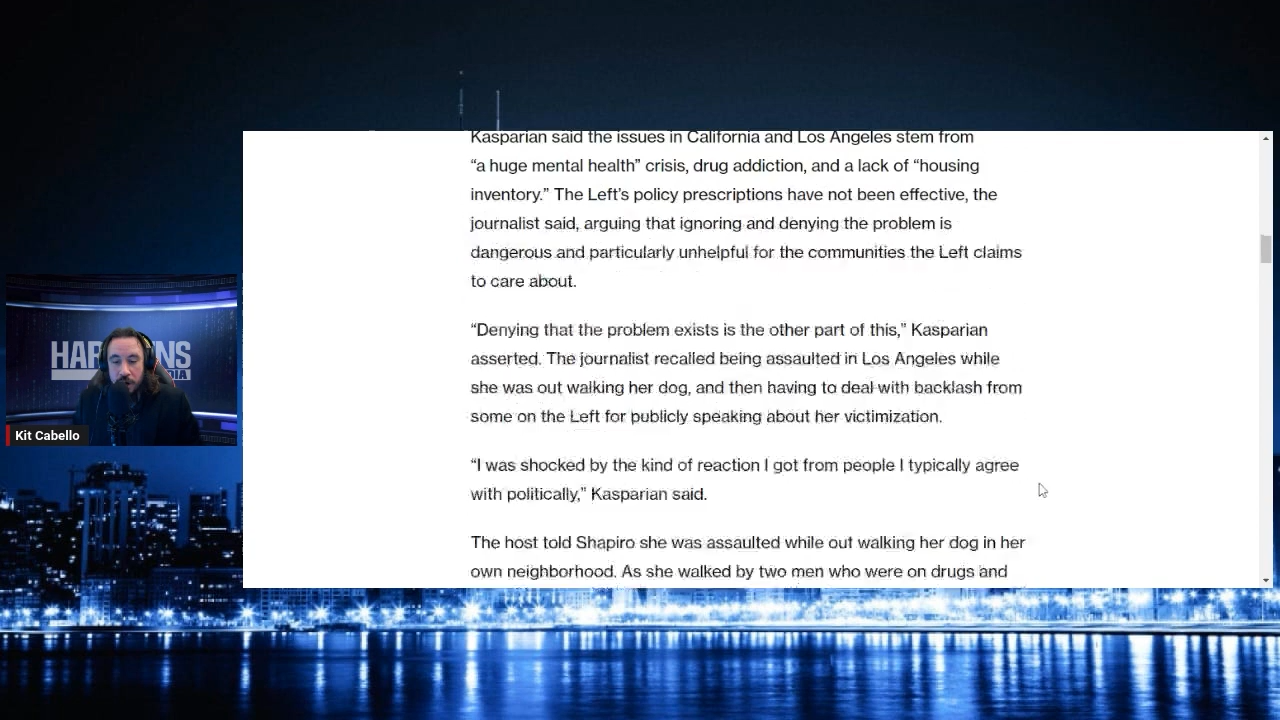 Kasparian said the issues in California and Los Angeles stem from
“a huge mental health” crisis, drug addiction, and a lack of “housing
inventory.” The Left’s policy prescriptions have not been effective, the
journalist said, arguing that ignoring and denying the problem is
dangerous and particularly unhelpful for the communities the Left claims
to care about.
“Denying that the problem exists is the other part of this,” Kasparian
asserted. The journalist recalled being assaulted in Los Angeles while
she was out walking her dog, and then having to deal with backlash from
some on the Left for publicly speaking about her victimization.
“I was shocked by the kind of reaction I got from people I typically agree
with politically,” Kasparian said.
The host told Shapiro she was assaulted while out walking her dog in her
own neighborhood. As she walked by two men who were on drugs and
Kit Cabello